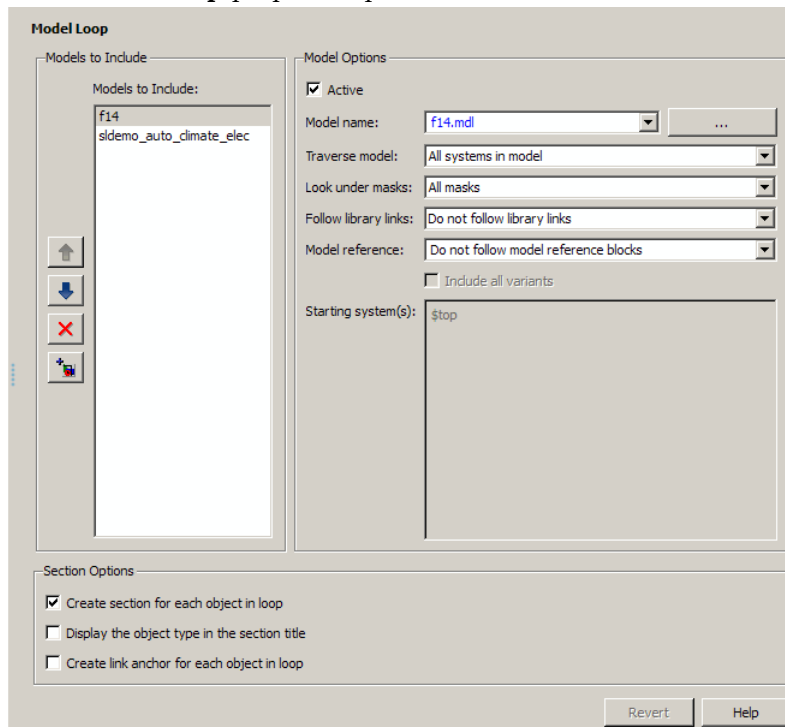 Model Loop
Models to Include
Models to Include:
f14
sldemo_auto_climate_elec
Model Options
Active
Model name: f14.mdl ...
Traverse model: All systems in model
Look under masks: All masks
Follow library links: Do not follow library links
Model reference: Do not follow model reference blocks
Include all variants
Starting system(s): $top
Section Options
Create section for each object in loop
Display the object type in the section title
Create link anchor for each object in loop
Revert Help